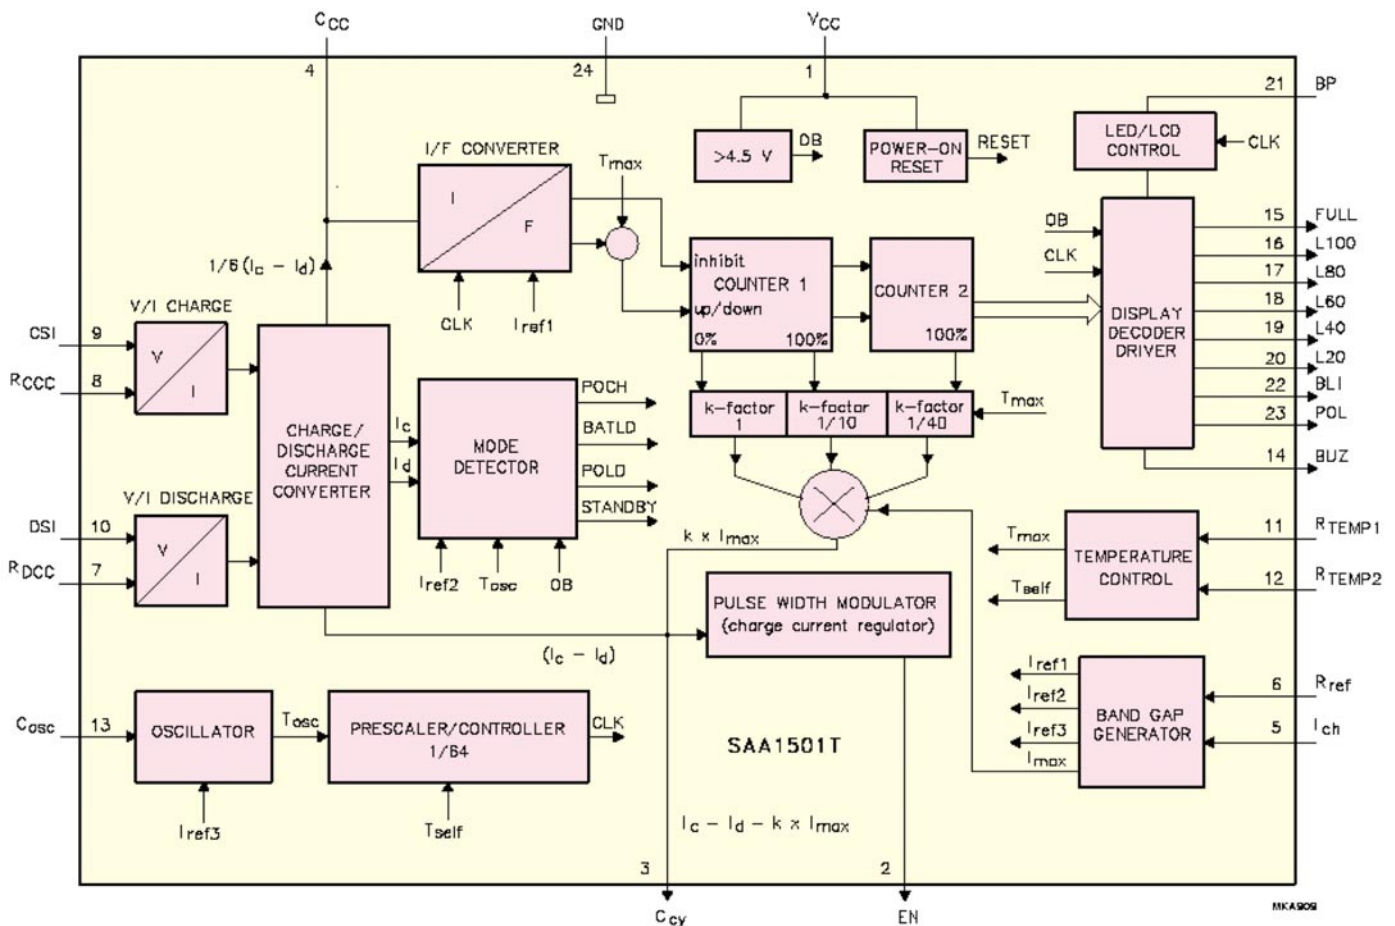 CCC
GND
VCC
4
24
1
21
BP
LED/LCD
CONTROL
CLK
>4.5 V
OB
POWER-ON
RESET
RESET
I/F CONVERTER
I
F
Tmax
CLK
Iref1
1/6(Ic – Id)
inhibit
COUNTER 1
up/down
0%
100%
COUNTER 2
100%
OB
CLK
DISPLAY
DECODER
DRIVER
15
FULL
16
L100
17
L80
18
L60
19
L40
20
L20
22
BLI
23
POL
14
BUZ
V/I CHARGE
CSI
9
RCCC
8
V
I
CHARGE/
DISCHARGE
CURRENT
CONVERTER
Ic
Id
MODE
DETECTOR
POCH
BATLD
POLD
STANDBY
Iref2
Tosc
OB
k-factor
1
k-factor
1/10
k-factor
1/40
Tmax
V/I DISCHARGE
DSI
10
RDCC
7
V
I
k x Imax
Tmax
Tself
TEMPERATURE
CONTROL
11
RTEMP1
12
RTEMP2
PULSE WIDTH MODULATOR
(charge current regulator)
(Ic – Id)
Iref1
Iref2
Iref3
Imax
BAND GAP
GENERATOR
6
Rref
5
Ich
Cosc
13
OSCILLATOR
Tosc
PRESCALER/CONTROLLER
1/64
CLK
Iref3
Tself
SAA1501T
Ic – Id – k x Imax
3
2
Ccy
EN
MKA909